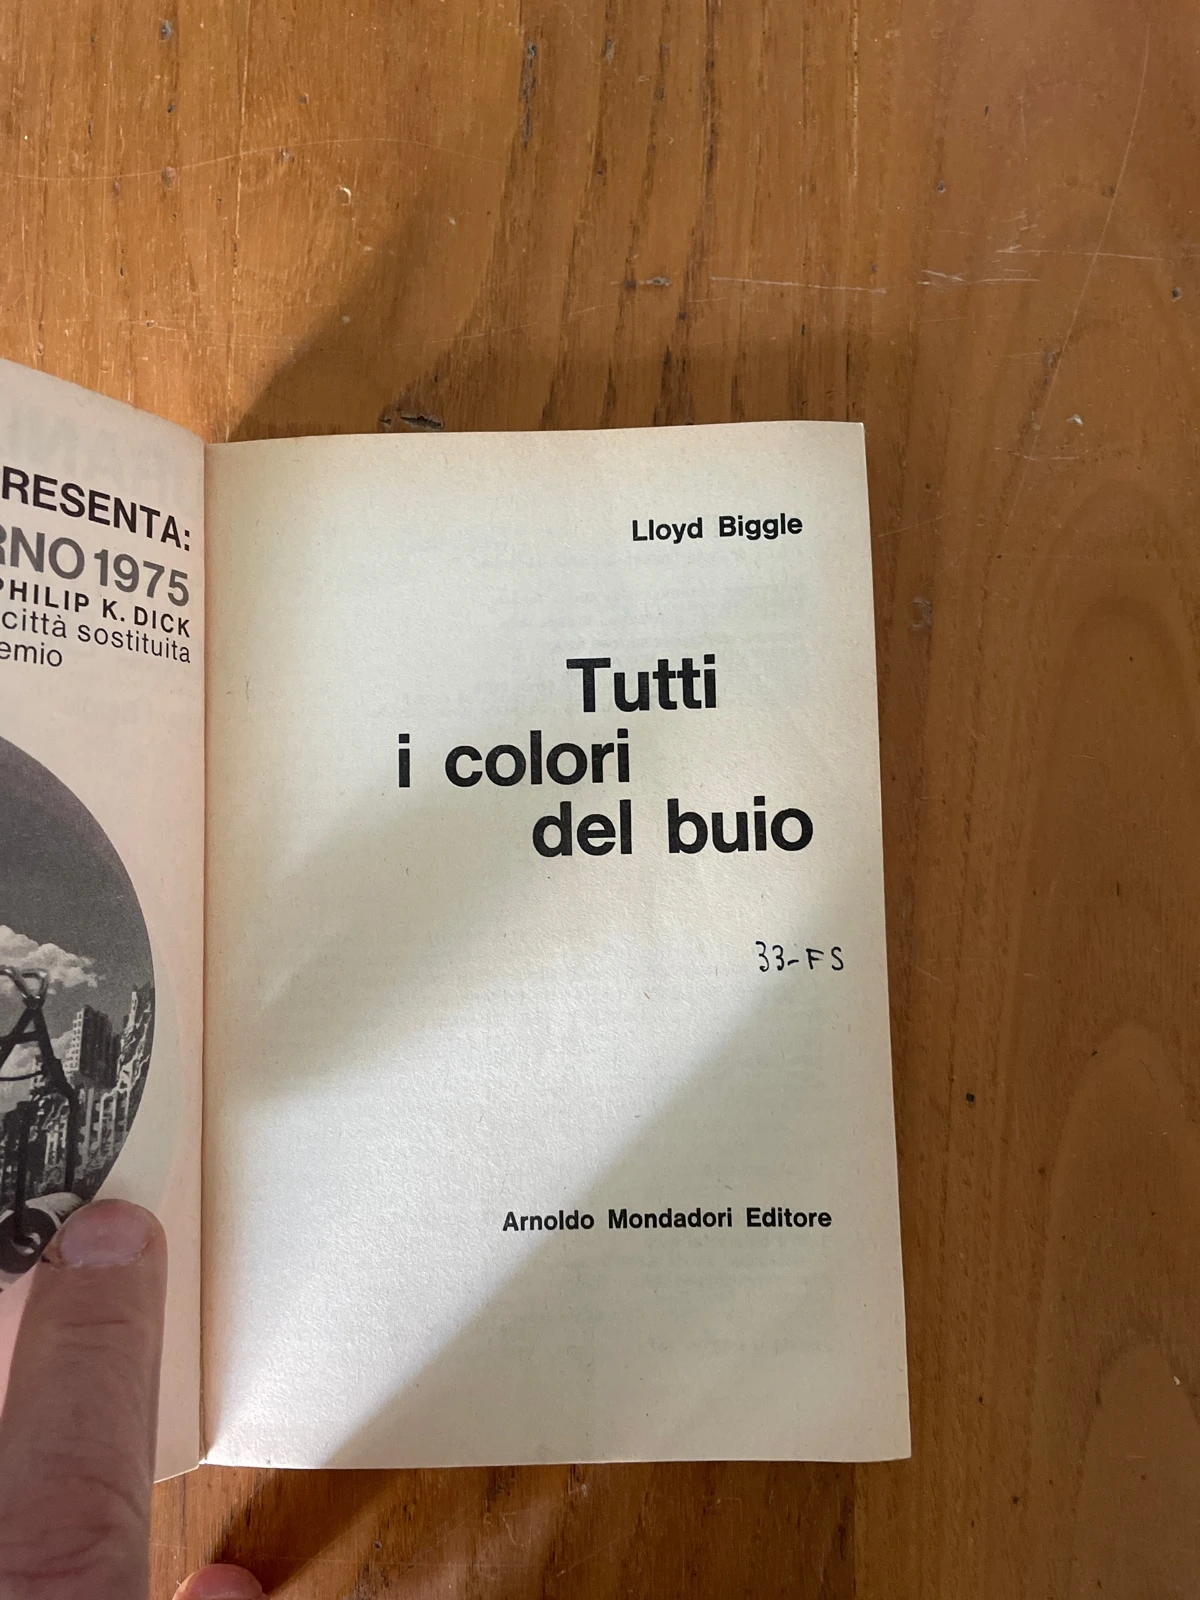 RESENTA:
RNO 1975
PHILIP K. DICK
città sostituita
emio
Lloyd Biggle
Tutti
i colori
del buio
33-FS
Arnoldo Mondadori Editore